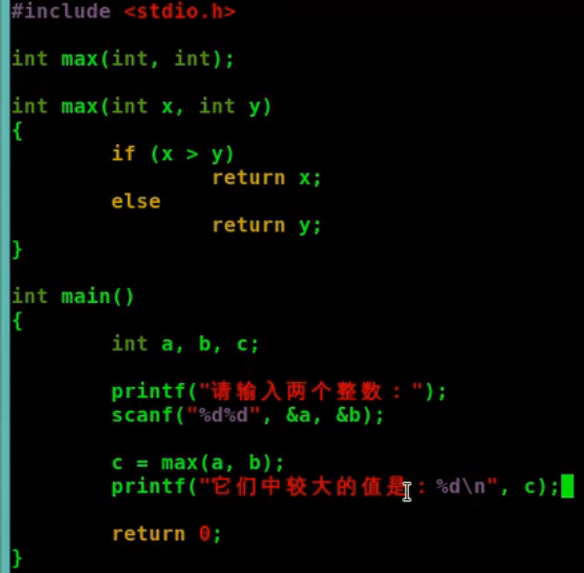 #include <stdio.h>
int max(int, int);
int max(int x, int y)
{
if (x > y)
return x;
else
return y;
}
int main()
{
int a, b, c;
printf("请输入两个整数：");
scanf("%d%d", &a, &b);
c = max(a, b);
printf("它们中较大的值是：%d\n", c);
return 0;
}